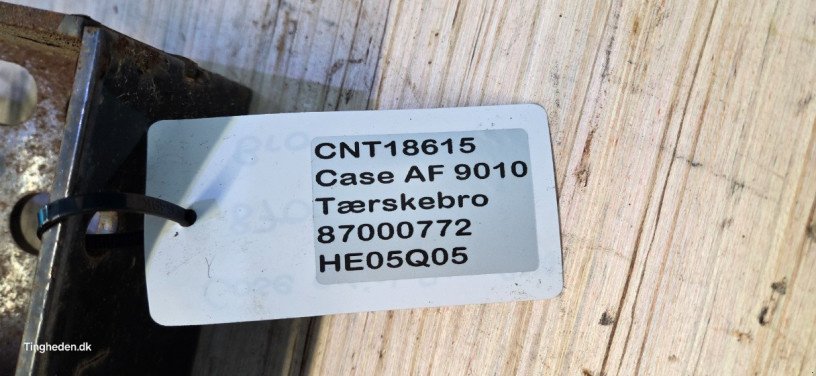 CNT18615
Case AF 9010
Tærskebro
87000772
HE05Q05
Tingheden.dk